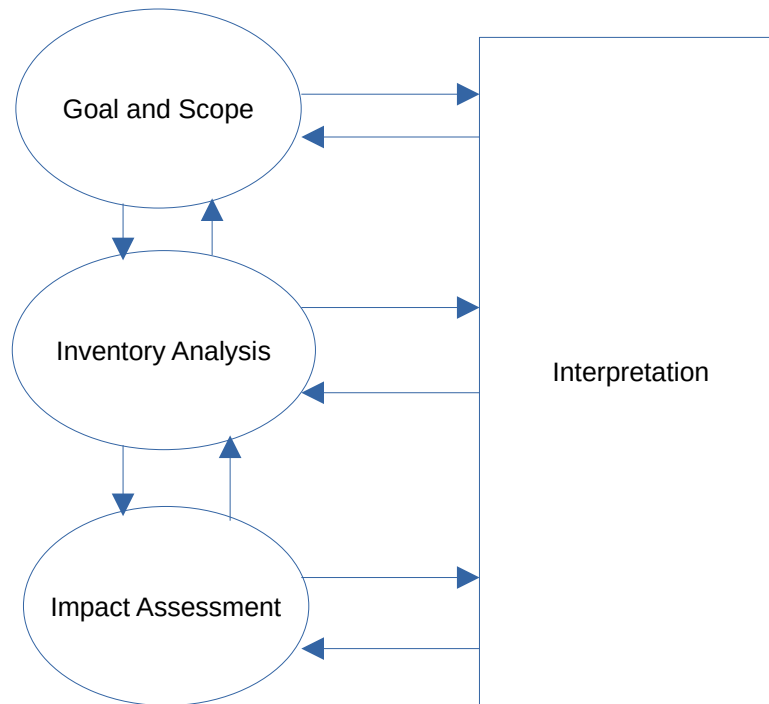 Goal and Scope
Inventory Analysis
Interpretation
Impact Assessment